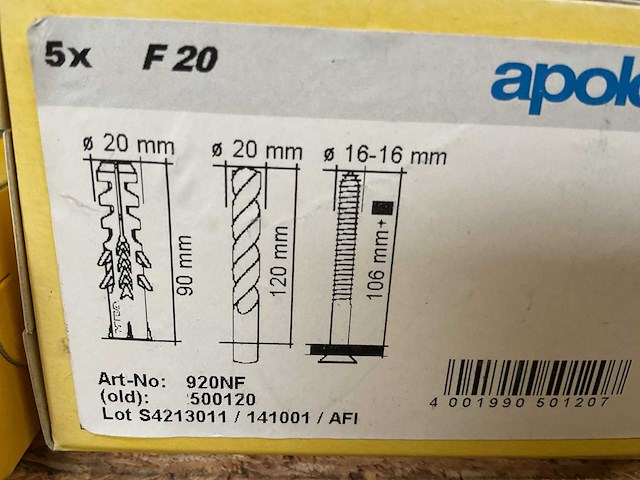 5x F 20
apolo
ø 20 mm ø 20 mm ø 16-16 mm
90 mm
120 mm
106 mm+
Art-No: 920NF
(old): 500120
Lot S4213011 / 141001 / AFI
4 001990 501207